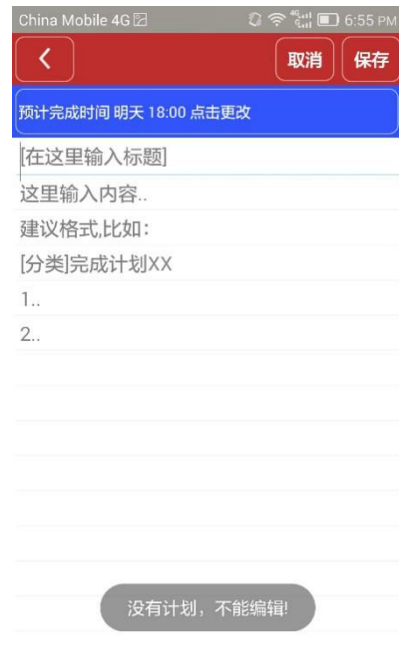 China Mobile 4G 6:55 PM
取消 保存
预计完成时间 明天 18:00 点击更改
[在这里输入标题]
这里输入内容..
建议格式,比如：
[分类]完成计划XX
1..
2..
没有计划，不能编辑!